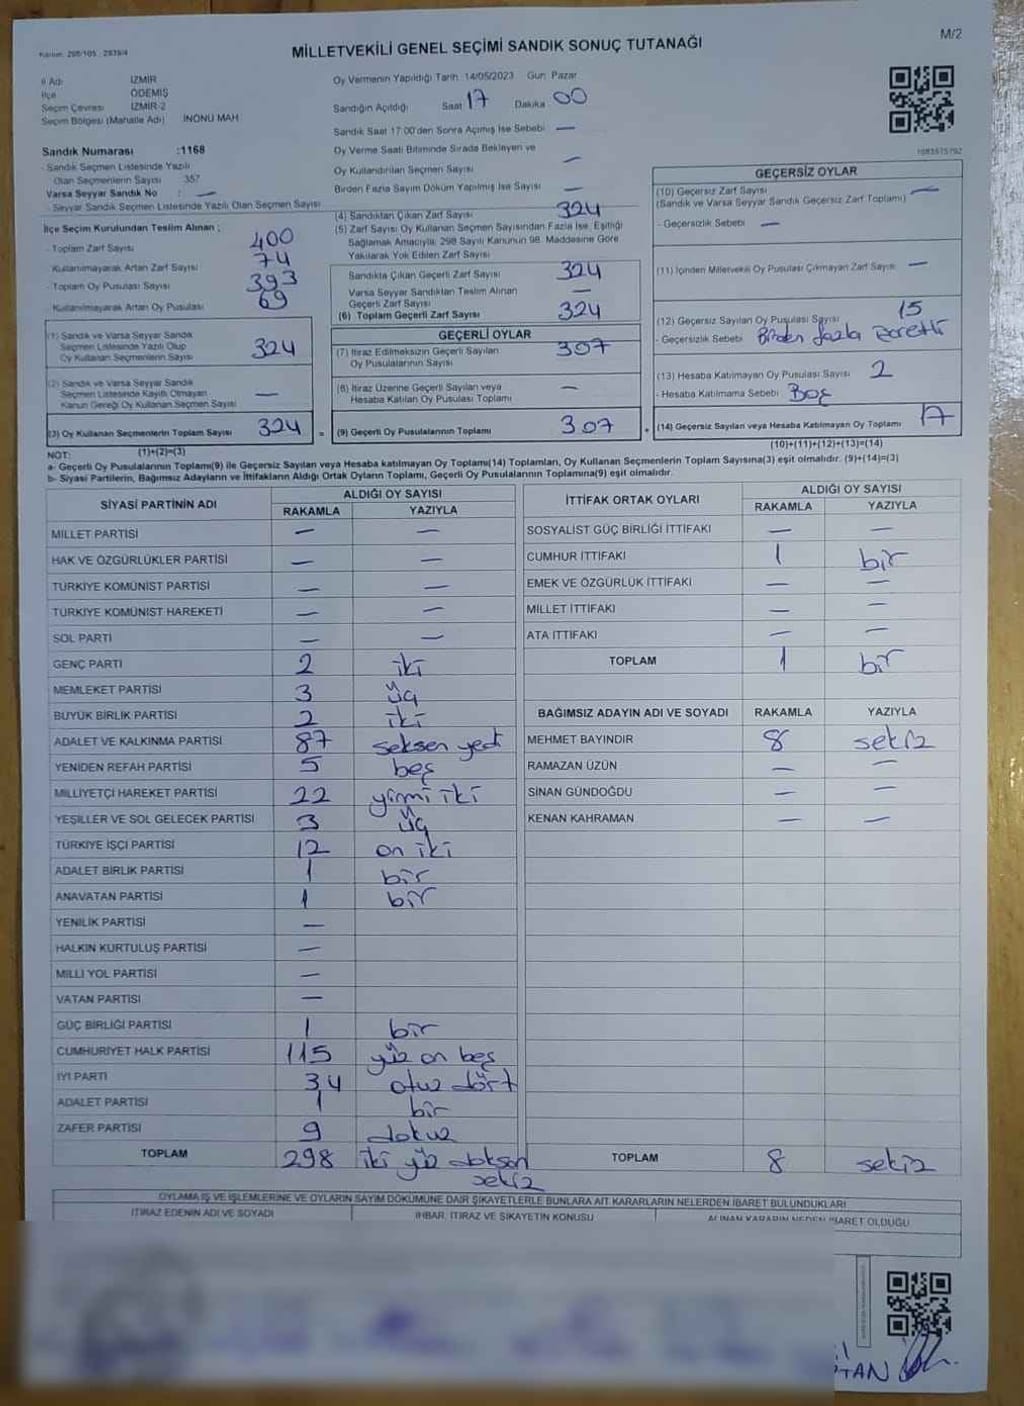 M/2
Kanun: 298/105 2839/4
MİLLETVEKİLİ GENEL SEÇİMİ SANDIK SONUÇ TUTANAĞI
İl Adı İZMİR
İlçe ÖDEMİŞ
Seçim Çevresi İZMİR-2
Seçim Bölgesi (Mahalle Adı) İNÖNÜ MAH
Sandık Numarası :1168
- Sandık Seçmen Listesinde Yazılı
Olan Seçmenlerin Sayısı 357
Varsa Seyyar Sandık No : —
- Seyyar Sandık Seçmen Listesinde Yazılı Olan Seçmen Sayısı
İlçe Seçim Kurulundan Teslim Alınan ;
- Toplam Zarf Sayısı 400
- Kullanılmayarak Artan Zarf Sayısı 74
- Toplam Oy Pusulası Sayısı 393
- Kullanılmayarak Artan Oy Pusulası 69
(1) Sandık ve Varsa Seyyar Sandık
Seçmen Listesinde Yazılı Olup
Oy Kullanan Seçmenlerin Sayısı 324
(2) Sandık ve Varsa Seyyar Sandık
Seçmen Listesinde Kayıtlı Olmayan
Kanun Gereği Oy Kullanan Seçmen Sayısı —
(3) Oy Kullanan Seçmenlerin Toplam Sayısı 324
(1)+(2)=(3)
Oy Vermenin Yapıldığı Tarih 14/05/2023 Gün Pazar
Sandığın Açıldığı Saat 17 Dakika 00
Sandık Saat 17:00'den Sonra Açılmış İse Sebebi —
Oy Verme Saati Bitiminde Sırada Bekleyen ve
Oy Kullandırılan Seçmen Sayısı —
Birden Fazla Sayım Döküm Yapılmış İse Sayısı —
(4) Sandıktan Çıkan Zarf Sayısı 324
(5) Zarf Sayısı Oy Kullanan Seçmen Sayısından Fazla İse, Eşitliği
Sağlamak Amacıyla; 298 Sayılı Kanunun 98. Maddesine Göre
Yakılarak Yok Edilen Zarf Sayısı
Sandıkta Çıkan Geçerli Zarf Sayısı 324
Varsa Seyyar Sandıktan Teslim Alınan
Geçerli Zarf Sayısı —
(6) Toplam Geçerli Zarf Sayısı 324
GEÇERLİ OYLAR
(7) İtiraz Edilmeksizin Geçerli Sayılan
Oy Pusulalarının Sayısı 307
(8) İtiraz Üzerine Geçerli Sayılan veya
Hesaba Katılan Oy Pusulası Toplamı —
= (9) Geçerli Oy Pusulalarının Toplamı 307
1083575792
GEÇERSİZ OYLAR
(10) Geçersiz Zarf Sayısı —
(Sandık ve Varsa Seyyar Sandık Geçersiz Zarf Toplamı)
- Geçersizlik Sebebi —
(11) İçinden Milletvekili Oy Pusulası Çıkmayan Zarf Sayısı —
(12) Geçersiz Sayılan Oy Pusulası Sayısı 15
- Geçersizlik Sebebi Birden fazla ecretli
(13) Hesaba Katılmayan Oy Pusulası Sayısı 2
- Hesaba Katılmama Sebebi Boş
+ (14) Geçersiz Sayılan veya Hesaba Katılmayan Oy Toplamı 17
(10)+(11)+(12)+(13)=(14)
NOT:
a- Geçerli Oy Pusulalarının Toplamı(9) ile Geçersiz Sayılan veya Hesaba katılmayan Oy Toplamı(14) Toplamları, Oy Kullanan Seçmenlerin Toplam Sayısına(3) eşit olmalıdır. (9)+(14)=(3)
b- Siyasi Partilerin, Bağımsız Adayların ve İttifakların Aldığı Ortak Oyların Toplamı, Geçerli Oy Pusulalarının Toplamına(9) eşit olmalıdır.
SİYASİ PARTİNİN ADI ALDIĞI OY SAYISI
RAKAMLA YAZIYLA
MİLLET PARTİSİ — —
HAK VE ÖZGÜRLÜKLER PARTİSİ — —
TÜRKİYE KOMÜNİST PARTİSİ — —
TÜRKİYE KOMÜNİST HAREKETİ — —
SOL PARTİ — —
GENÇ PARTİ 2 iki
MEMLEKET PARTİSİ 3 üç
BÜYÜK BİRLİK PARTİSİ 2 iki
ADALET VE KALKINMA PARTİSİ 87 seksen yedi
YENİDEN REFAH PARTİSİ 5 beş
MİLLİYETÇİ HAREKET PARTİSİ 22 yirmi iki
YEŞİLLER VE SOL GELECEK PARTİSİ 3 üç
TÜRKİYE İŞÇİ PARTİSİ 12 on iki
ADALET BİRLİK PARTİSİ 1 bir
ANAVATAN PARTİSİ 1 bir
YENİLİK PARTİSİ —
HALKIN KURTULUŞ PARTİSİ —
MİLLİ YOL PARTİSİ —
VATAN PARTİSİ —
GÜÇ BİRLİĞİ PARTİSİ 1 bir
CUMHURİYET HALK PARTİSİ 115 yüz on beş
İYİ PARTİ 34 otuz dört
ADALET PARTİSİ 1 bir
ZAFER PARTİSİ 9 dokuz
TOPLAM 298 iki yüz doksan
sekiz
İTTİFAK ORTAK OYLARI ALDIĞI OY SAYISI
RAKAMLA YAZIYLA
SOSYALİST GÜÇ BİRLİĞİ İTTİFAKI — —
CUMHUR İTTİFAKI 1 bir
EMEK VE ÖZGÜRLÜK İTTİFAKI — —
MİLLET İTTİFAKI — —
ATA İTTİFAKI — —
TOPLAM 1 bir
BAĞIMSIZ ADAYIN ADI VE SOYADI RAKAMLA YAZIYLA
MEHMET BAYINDIR 8 sekiz
RAMAZAN ÜZÜN — —
SİNAN GÜNDOĞDU — —
KENAN KAHRAMAN — —
TOPLAM 8 sekiz
OYLAMA İŞ VE İŞLEMLERİNE VE OYLARIN SAYIM DÖKÜMÜNE DAİR ŞİKAYETLERLE BUNLARA AİT KARARLARIN NELERDEN İBARET BULUNDUKLARI
İTİRAZ EDENİN ADI VE SOYADI İHBAR, İTİRAZ VE ŞİKAYETİN KONUSU ALINAN KARARIN NEDEN İBARET OLDUĞU